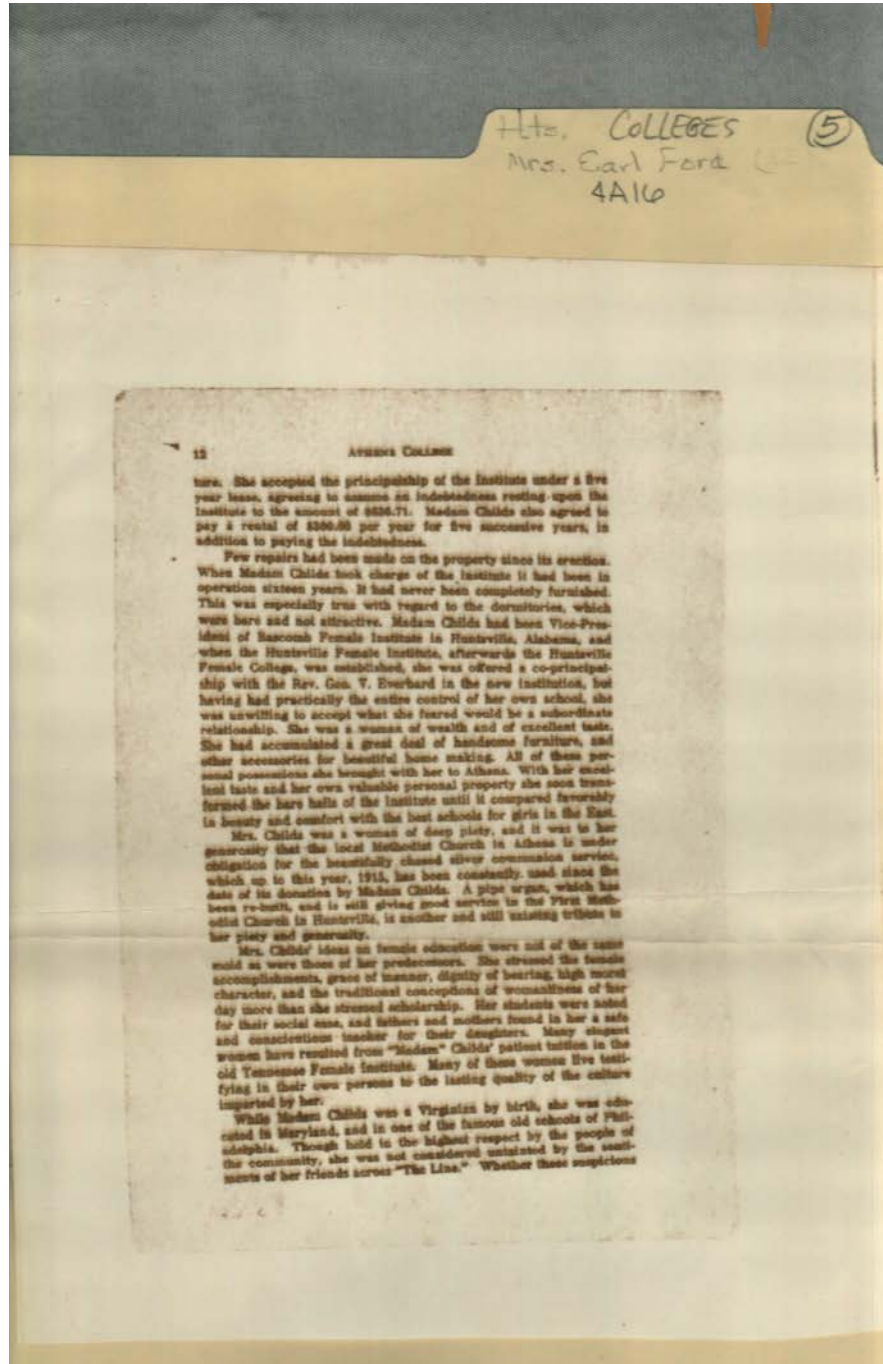 Hts. COLLEGES (5)
Mrs. Earl Ford
4A16
12 ATHENS COLLEGE
ture. She accepted the principalship of the Institute under a five
year lease, agreeing to assume an indebtedness resting upon the
Institute to the amount of Madam Childs also agreed to
pay a rental of $300.00 per year for five successive years, in
addition to paying the indebtedness.
Few repairs had been made on the property since its erection.
When Madam Childs took charge of the Institute it had been in
operation sixteen years. It had never been completely furnished.
This was especially true with regard to the dormitories, which
were bare and not attractive. Madam Childs had been Vice-Pres-
ident of Bascomb Female Institute in Huntsville, Alabama, and
when the Huntsville Female Institute, afterwards the Huntsville
Female College, was established, she was offered a co-principal-
ship with the Rev. Geo. V. Everhard in the new institution, but
having had practically the entire control of her own school, she
was unwilling to accept what she feared would be a subordinate
relationship. She was a woman of wealth and of excellent taste.
She had accumulated a great deal of handsome furniture, and
other accessories for beautiful home making. All of these per-
sonal possessions she brought with her to Athens. With her excel-
lent taste and her own valuable personal property she soon trans-
formed the bare halls of the Institute until it compared favorably
in beauty and comfort with the best schools for girls in the East.
Mrs. Childs was a woman of deep piety, and it was to her
generosity that the local Methodist Church in Athens is under
obligation for the beautifully chased silver communion service,
which up to this year, 1915, has been constantly used since the
date of its donation by Madam Childs. A pipe organ, which has
been re-built, and is still giving good service in the First Meth-
odist Church in Huntsville, is another and still existing tribute to
her piety and generosity.
Mrs. Childs' ideas on female education were not of the same
mold as were those of her predecessors. She stressed the female
accomplishments, grace of manner, dignity of bearing, high moral
character, and the traditional conceptions of womanliness of her
day more than she stressed scholarship. Her students were noted
for their social ease, and fathers and mothers found in her a safe
and conscientious teacher for their daughters. Many elegant
women have resulted from "Madam" Childs' patient tuition in the
old Tennessee Female Institute. Many of these women live testi-
fying in their own persons to the lasting quality of the culture
imparted by her.
While Madam Childs was a Virginian by birth, she was edu-
cated in Maryland, and in one of the famous old schools of Phil-
adelphia. Though held in the highest respect by the people of
the community, she was not considered untainted by the senti-
ments of her friends across "The Line." Whether these suspicions